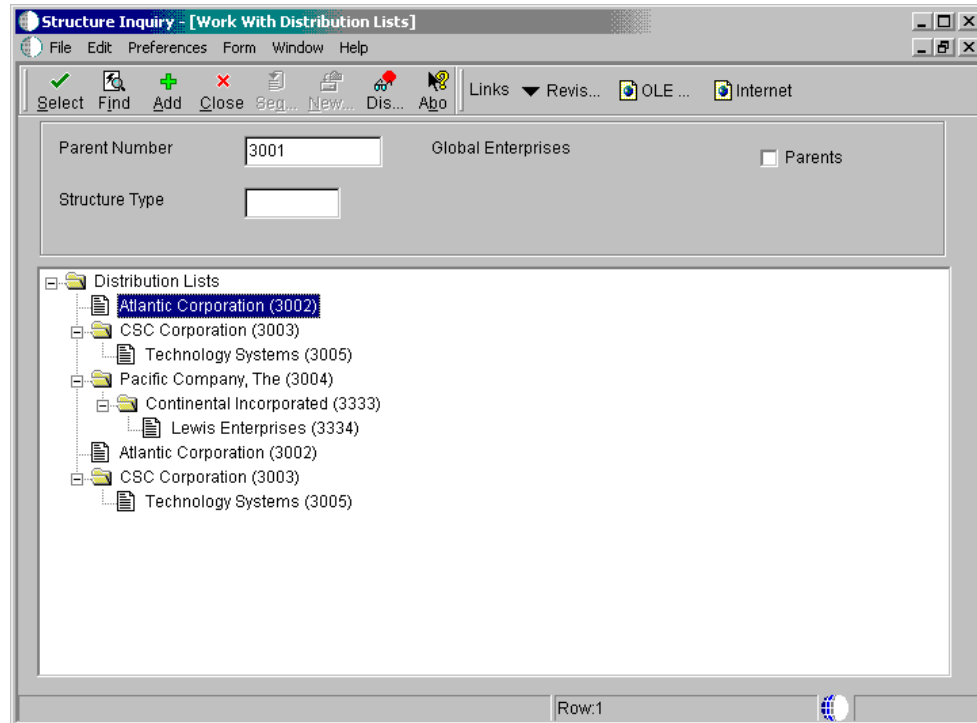 Structure Inquiry - [Work With Distribution Lists]
File Edit Preferences Form Window Help
Select Find Add Close Seq... New... Dis... Abo Links Revis... OLE ... Internet
Parent Number 3001 Global Enterprises Parents
Structure Type
Distribution Lists
Atlantic Corporation (3002)
CSC Corporation (3003)
Technology Systems (3005)
Pacific Company, The (3004)
Continental Incorporated (3333)
Lewis Enterprises (3334)
Atlantic Corporation (3002)
CSC Corporation (3003)
Technology Systems (3005)
Row:1